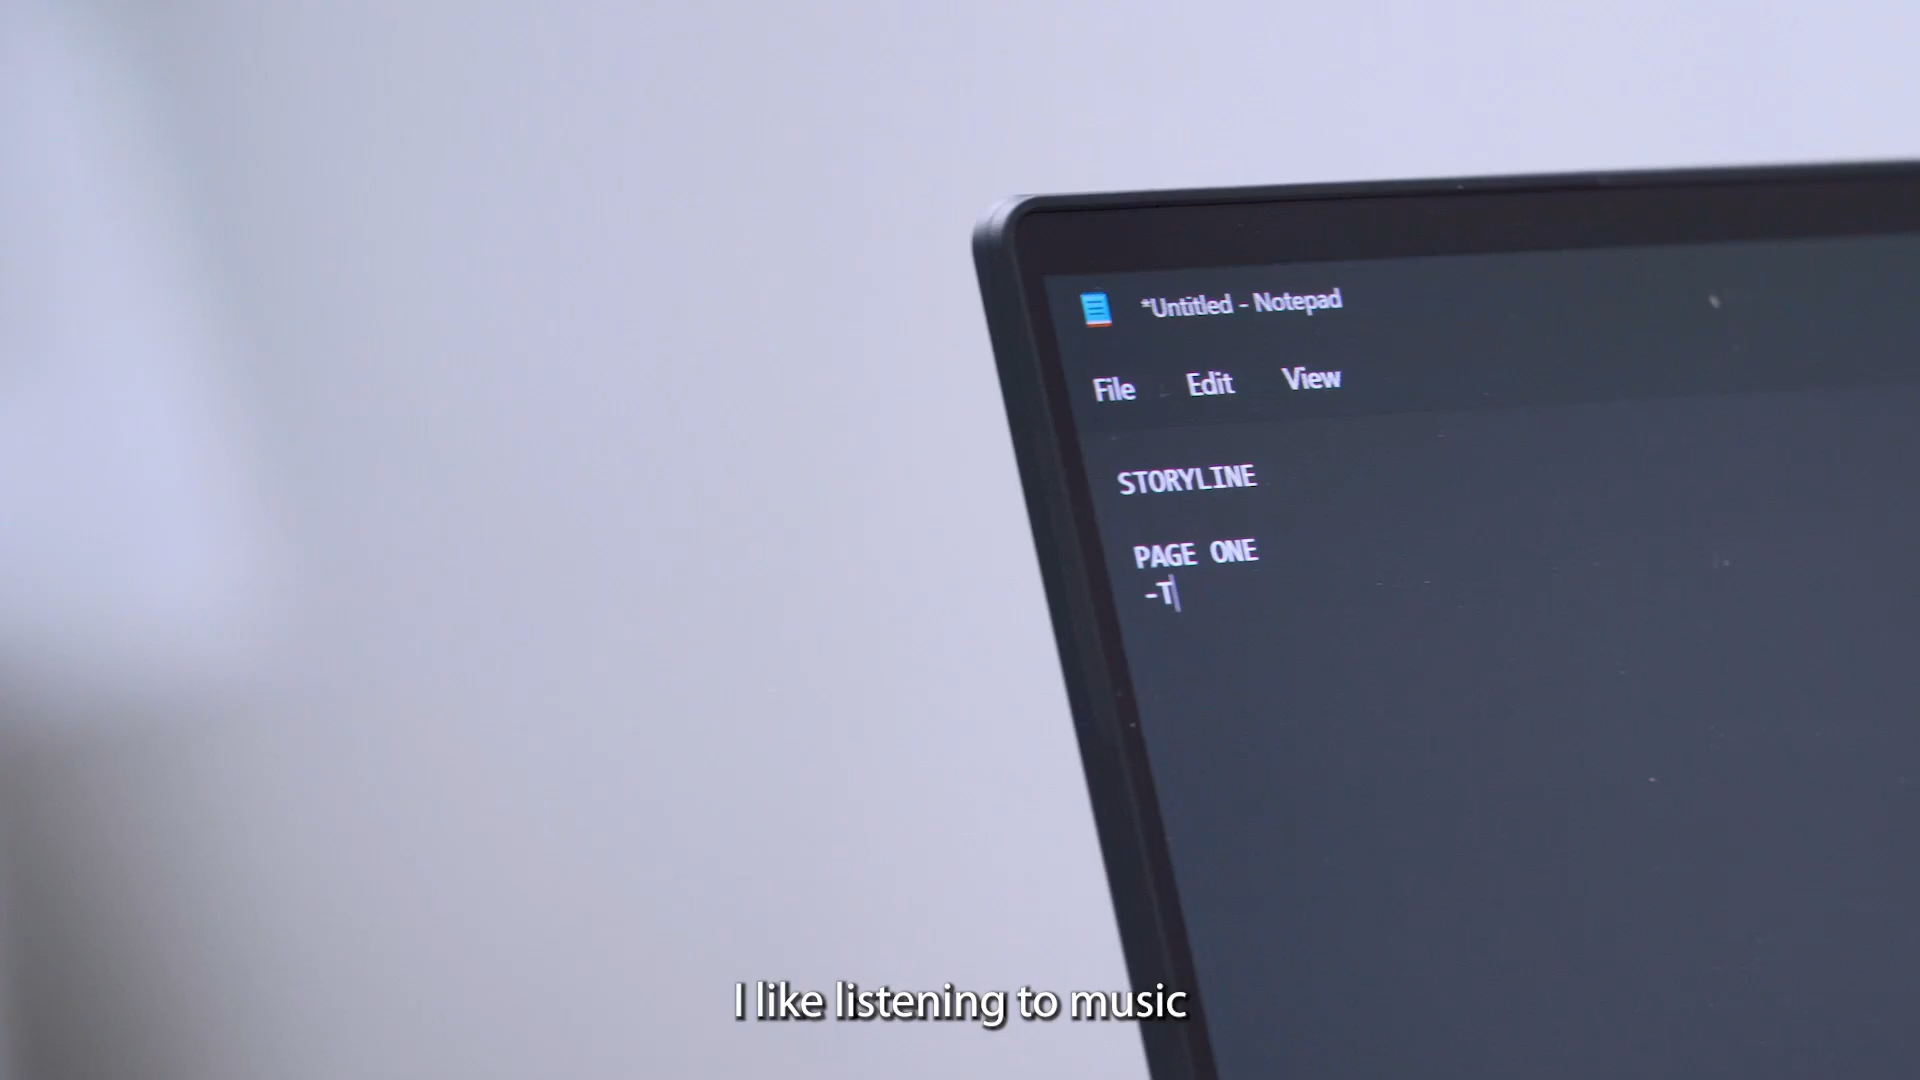 *Untitled - Notepad
File Edit View
STORYLINE
PAGE ONE
-T
I like listening to music